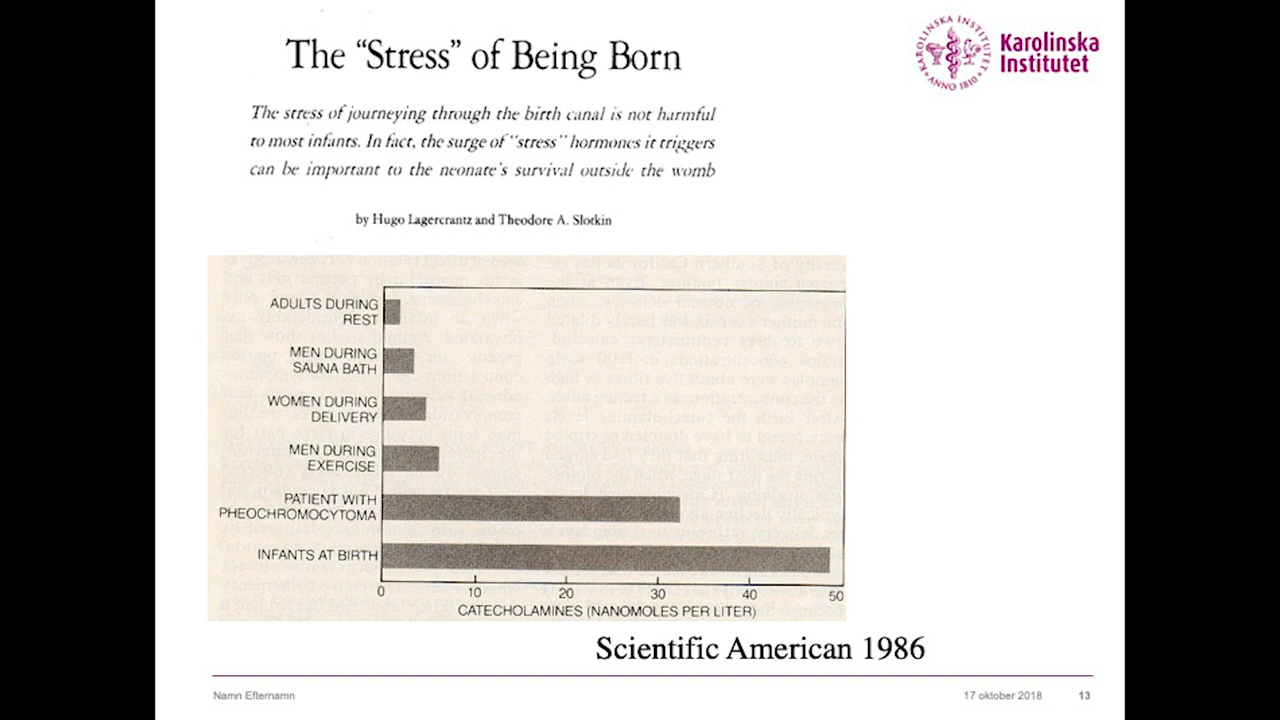 The “Stress” of Being Born
KAROLINSKA INSTITUTET
ANNO 1810
Karolinska
Institutet
The stress of journeying through the birth canal is not harmful
to most infants. In fact, the surge of “stress” hormones it triggers
can be important to the neonate's survival outside the womb
by Hugo Lagercrantz and Theodore A. Slotkin
ADULTS DURING
REST
MEN DURING
SAUNA BATH
WOMEN DURING
DELIVERY
MEN DURING
EXERCISE
PATIENT WITH
PHEOCHROMOCYTOMA
INFANTS AT BIRTH
0 10 20 30 40 50
CATECHOLAMINES (NANOMOLES PER LITER)
Scientific American 1986
Namn Efternamn
17 oktober 2018
13